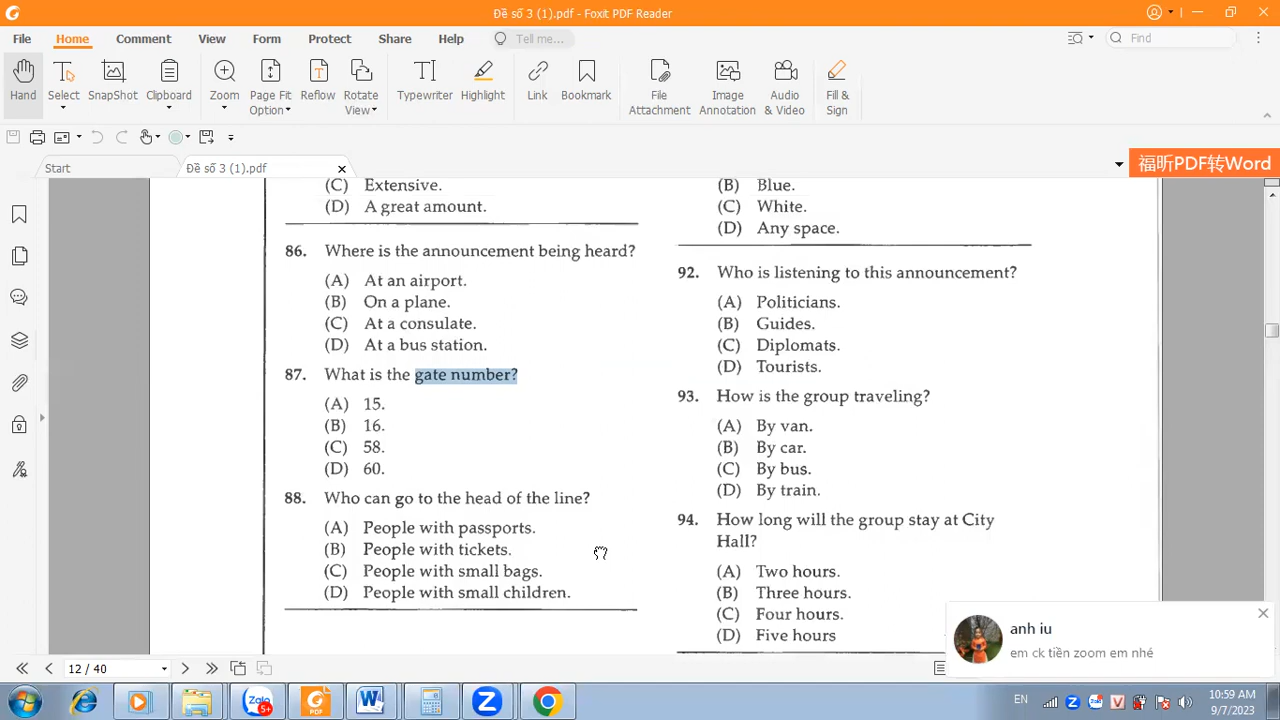 Đề số 3 (1).pdf - Foxit PDF Reader
File Home Comment View Form Protect Share Help Tell me... Find
Hand Select SnapShot Clipboard Zoom Page Fit Option Reflow Rotate View Typewriter Highlight Link Bookmark File Attachment Image Annotation Audio & Video Fill & Sign
Start Đề số 3 (1).pdf 福昕PDF转Word
(C) Extensive.
(D) A great amount.
86. Where is the announcement being heard?
(A) At an airport.
(B) On a plane.
(C) At a consulate.
(D) At a bus station.
87. What is the gate number?
(A) 15.
(B) 16.
(C) 58.
(D) 60.
88. Who can go to the head of the line?
(A) People with passports.
(B) People with tickets.
(C) People with small bags.
(D) People with small children.
(B) Blue.
(C) White.
(D) Any space.
92. Who is listening to this announcement?
(A) Politicians.
(B) Guides.
(C) Diplomats.
(D) Tourists.
93. How is the group traveling?
(A) By van.
(B) By car.
(C) By bus.
(D) By train.
94. How long will the group stay at City
Hall?
(A) Two hours.
(B) Three hours.
(C) Four hours.
(D) Five hours
anh iu
em ck tiền zoom em nhé
12 / 40
Zalo 5+ PDF
EN 10:59 AM
9/7/2023